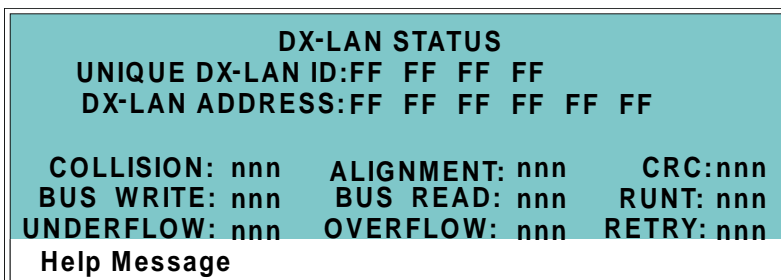 DX-LAN STATUS
UNIQUE DX-LAN ID:FF FF FF FF
DX-LAN ADDRESS:FF FF FF FF FF FF
COLLISION: nnn ALIGNMENT: nnn CRC:nnn
BUS WRITE: nnn BUS READ: nnn RUNT: nnn
UNDERFLOW: nnn OVERFLOW: nnn RETRY: nnn
Help Message